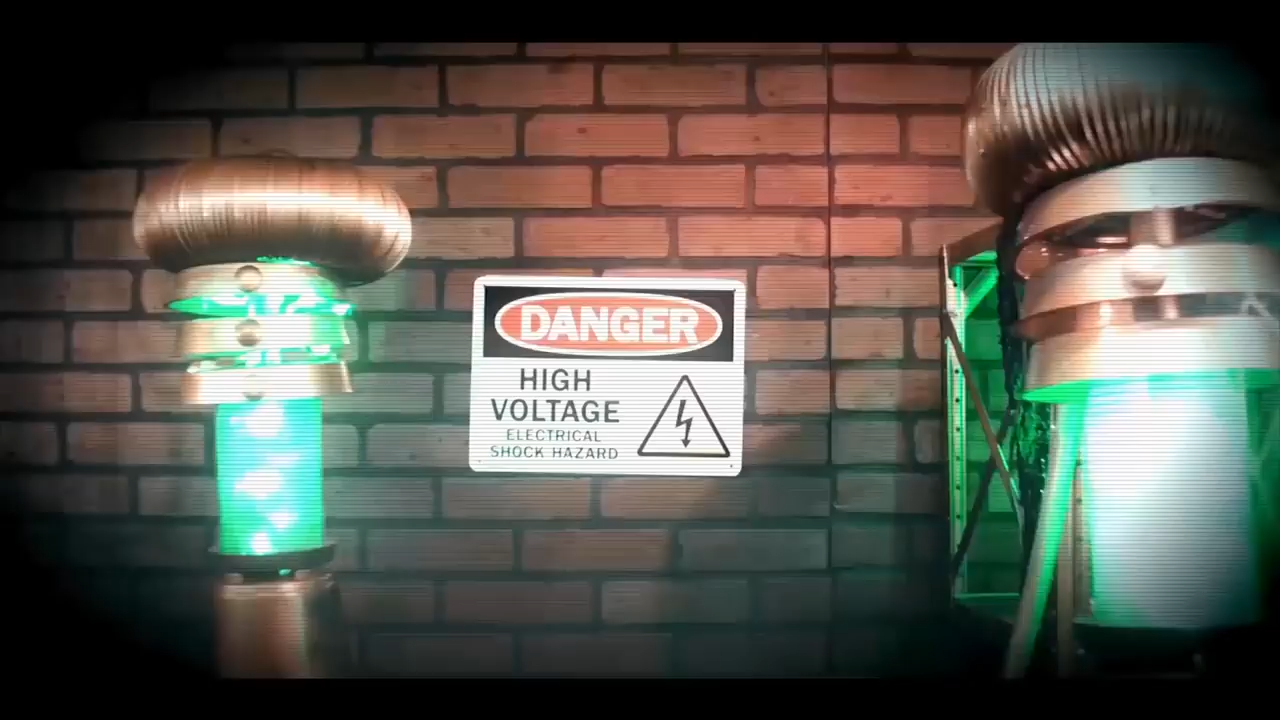 DANGER
HIGH
VOLTAGE
ELECTRICAL
SHOCK HAZARD